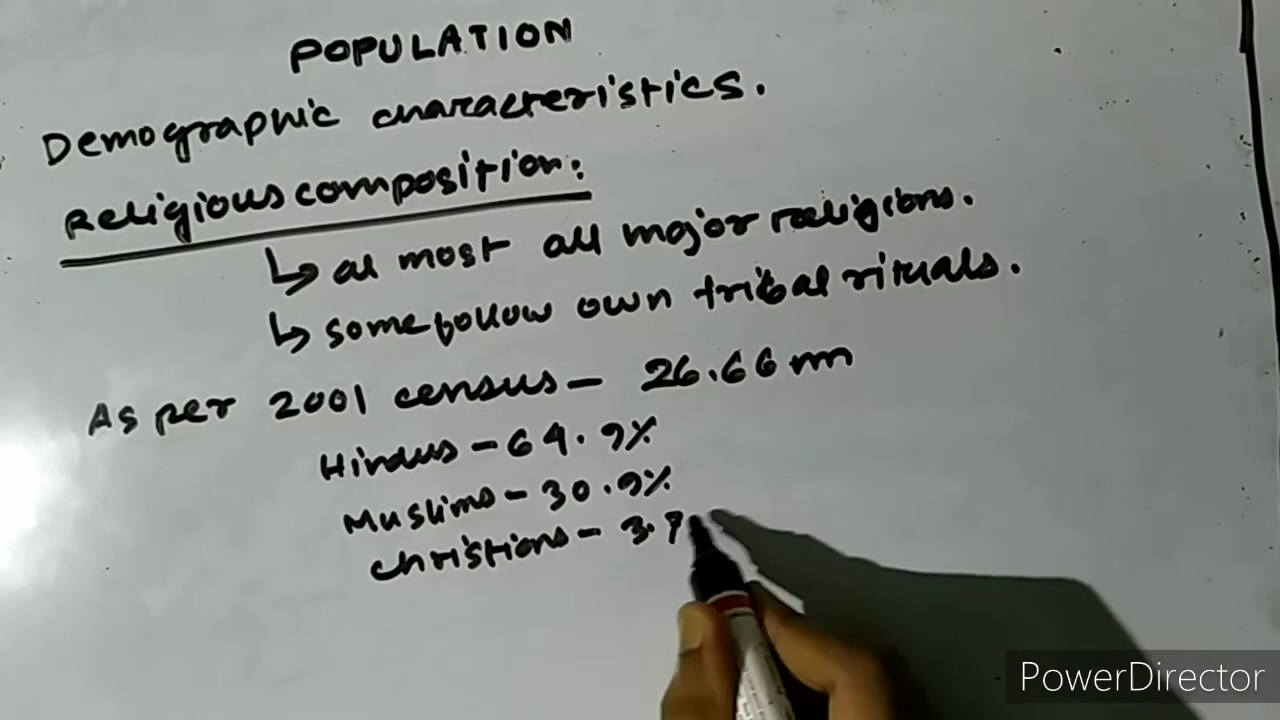 POPULATION
Demographic characteristics.
Religious composition:
↳ al most all major religions.
↳ some follow own tribal rituals.
As per 2001 census - 26.66 m
Hindus - 64.9%
Muslims - 30.9%
Christians - 3.7
PowerDirector